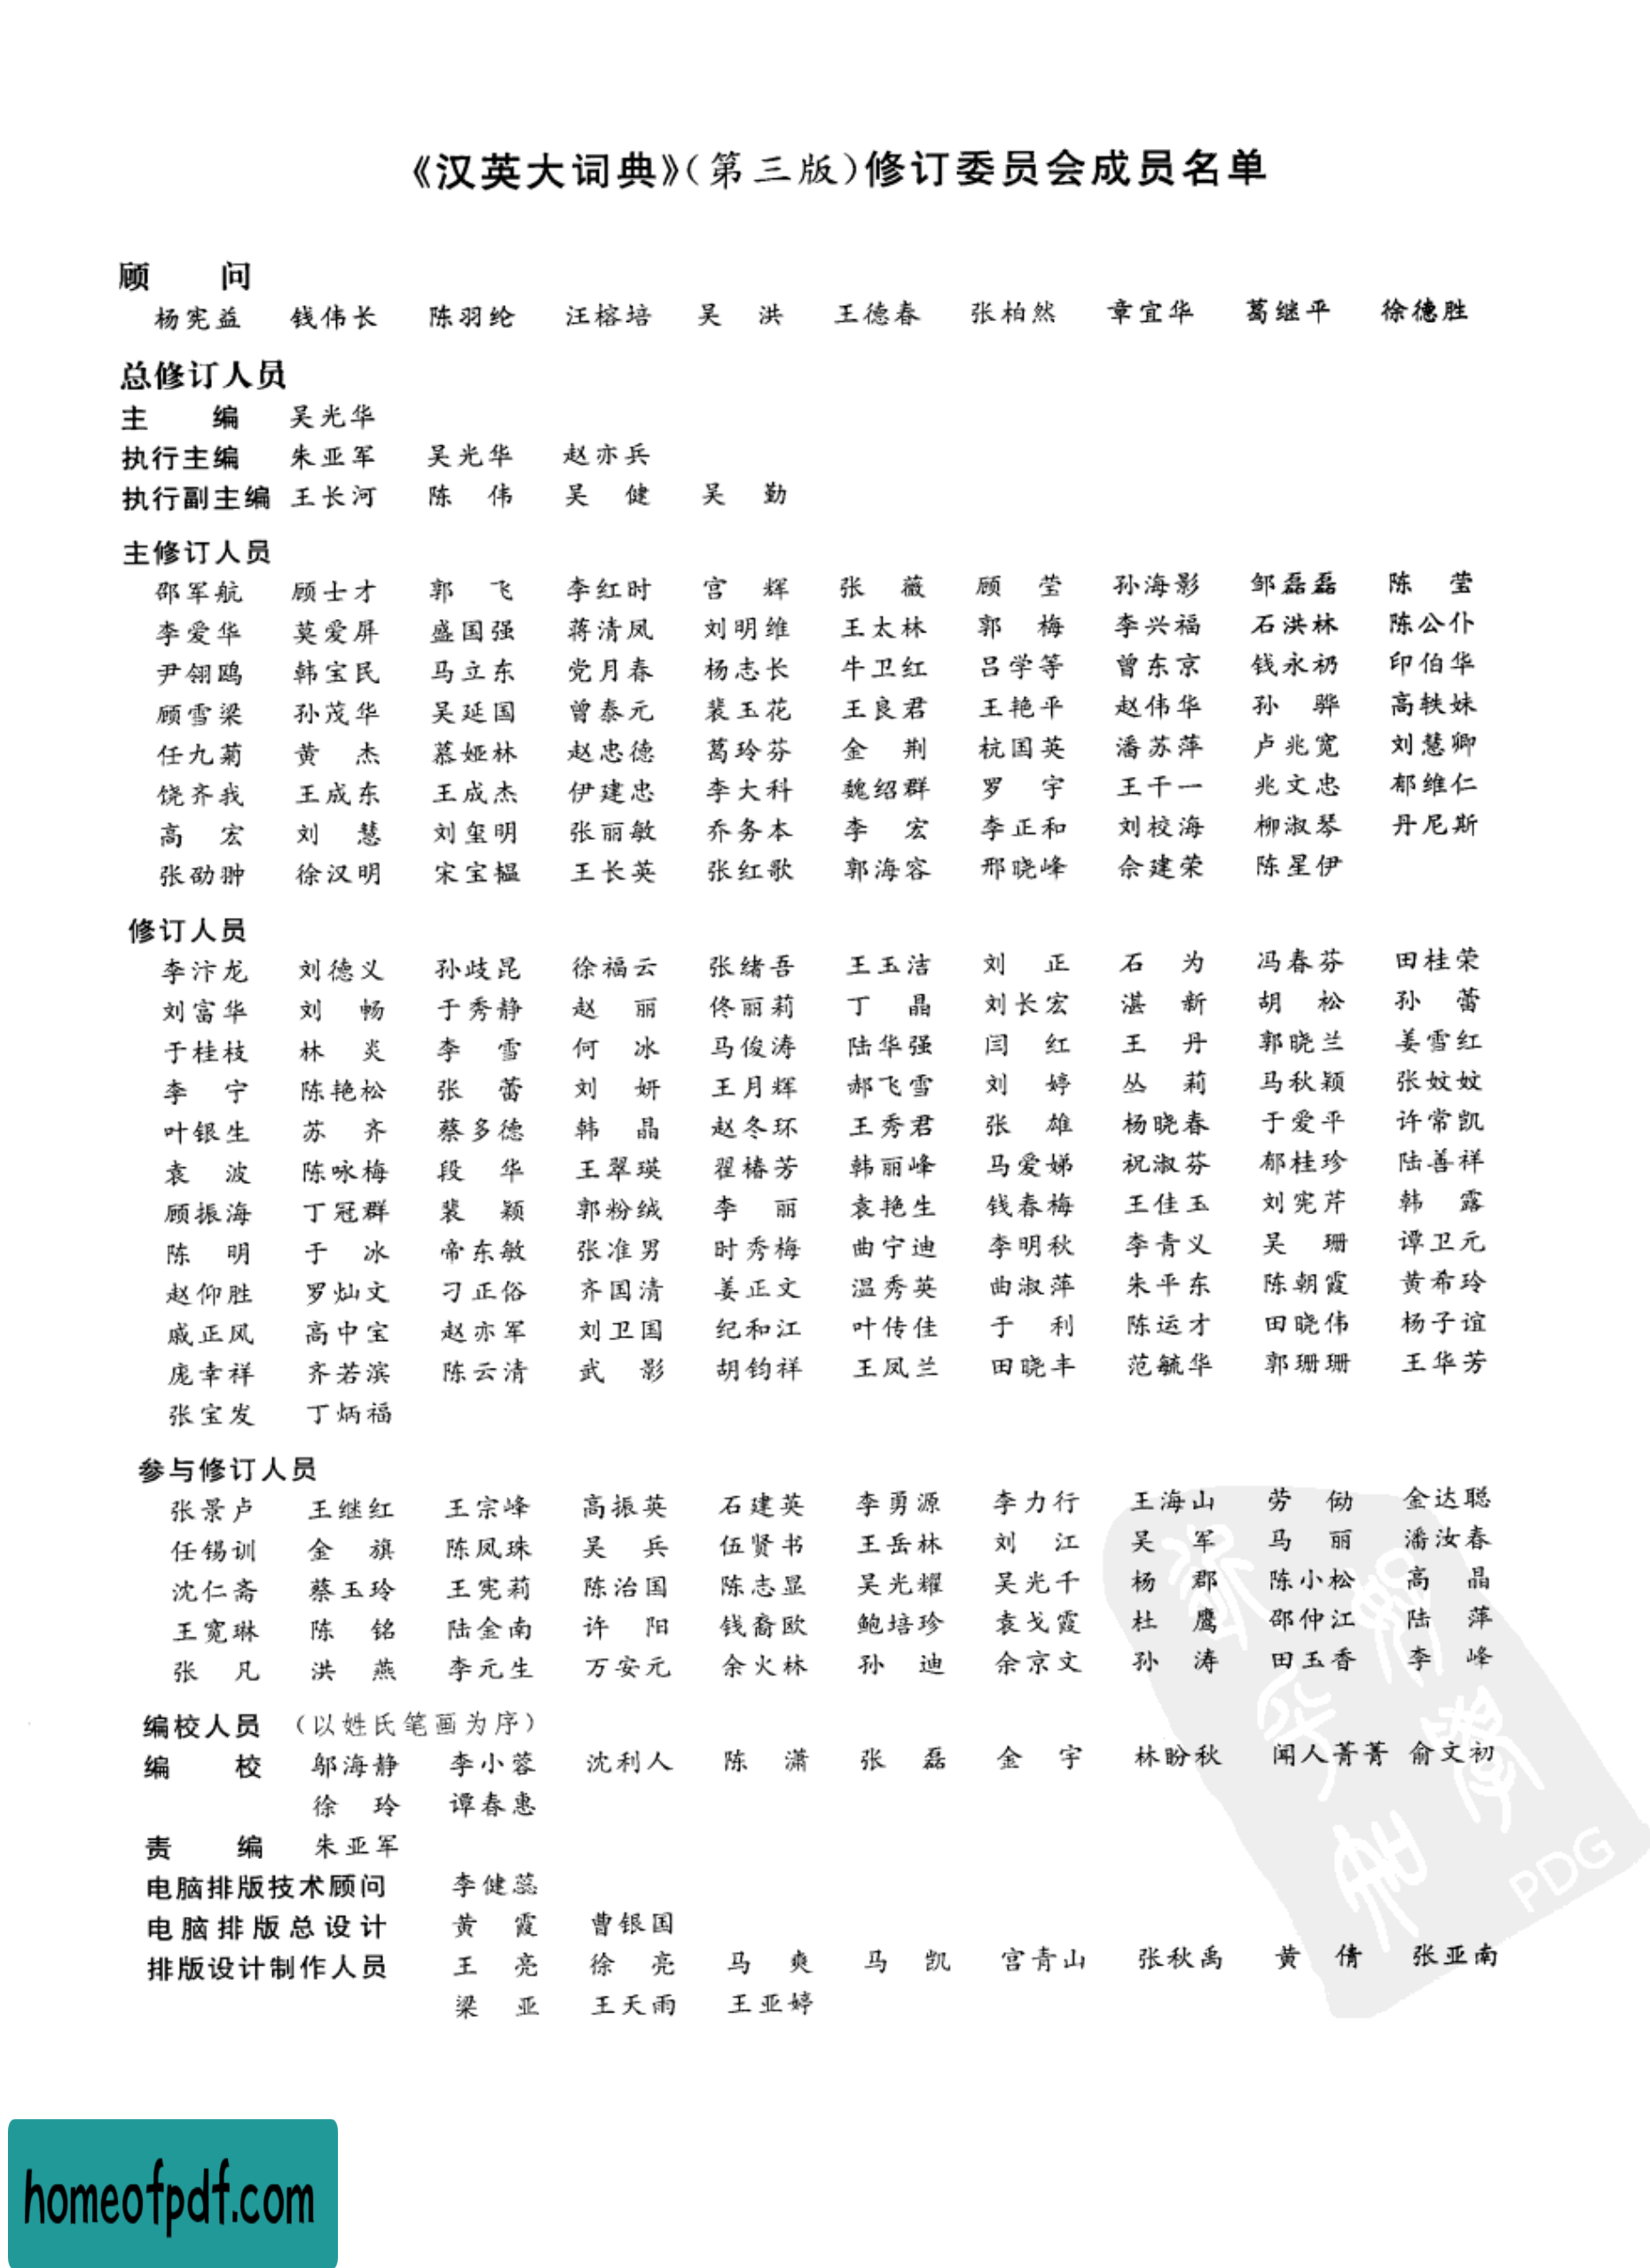 《汉英大词典》(第三版)修订委员会成员名单
顾　　问
杨宪益　钱伟长　陈羽纶　汪榕培　吴　洪　王德春　张柏然　章宜华　葛继平　徐德胜
总修订人员
主　　编　吴光华
执行主编　朱亚军　吴光华　赵亦兵
执行副主编　王长河　陈　伟　吴　健　吴　勤
主修订人员
邵军航　顾士才　郭　飞　李红时　宫　辉　张　薇　顾　莹　孙海影　邹磊磊　陈　莹
李爱华　莫爱屏　盛国强　蒋清凤　刘明维　王太林　郭　梅　李兴福　石洪林　陈公仆
尹翎鸥　韩宝民　马立东　党月春　杨志长　牛卫红　吕学等　曾东京　钱永礽　印伯华
顾雪梁　孙茂华　吴延国　曾泰元　裴玉花　王良君　王艳平　赵伟华　孙　骅　高轶妹
任九菊　黄　杰　慕娅林　赵忠德　葛玲芬　金　荆　杭国英　潘苏萍　卢兆宽　刘慧卿
饶齐我　王成东　王成杰　伊建忠　李大科　魏绍群　罗　宇　王干一　兆文忠　郁维仁
高　宏　刘　慧　刘玺明　张丽敏　乔务本　李　宏　李正和　刘校海　柳淑琴　丹尼斯
张劭翀　徐汉明　宋宝榅　王长英　张红歌　郭海容　邢晓峰　佘建荣　陈星伊
修订人员
李汴龙　刘德义　孙歧昆　徐福云　张绪吾　王玉洁　刘　正　石　为　冯春芬　田桂荣
刘富华　刘　畅　于秀静　赵　丽　佟丽莉　丁　晶　刘长宏　湛　新　胡　松　孙　蕾
于桂枝　林　炎　李　雪　何　冰　马俊涛　陆华强　闫　红　王　丹　郭晓兰　姜雪红
李　宁　陈艳松　张　蕾　刘　妍　王月辉　郝飞雪　刘　婷　丛　莉　马秋颖　张妏妏
叶银生　苏　齐　蔡多德　韩　晶　赵冬环　王秀君　张　雄　杨晓春　于爱平　许常凯
袁　波　陈咏梅　段　华　王翠瑛　翟椿芳　韩丽峰　马爱娣　祝淑芬　郁桂珍　陆善祥
顾振海　丁冠群　裴　颖　郭粉绒　李　丽　袁艳生　钱春梅　王佳玉　刘宪芹　韩　露
陈　明　于　冰　帝东敏　张准男　时秀梅　曲宁迪　李明秋　李青义　吴　珊　谭卫元
赵仰胜　罗灿文　刁正俗　齐国清　姜正文　温秀英　曲淑萍　朱平东　陈朝霞　黄希玲
戚正风　高中宝　赵亦军　刘卫国　纪和江　叶传佳　于　利　陈运才　田晓伟　杨子谊
庞幸祥　齐若滨　陈云清　武　影　胡钧祥　王凤兰　田晓丰　范毓华　郭珊珊　王华芳
张宝发　丁炳福
参与修订人员
张景卢　王继红　王宗峰　高振英　石建英　李勇源　李力行　王海山　劳　勍　金达聪
任锡训　金　旗　陈凤珠　吴　兵　伍贤书　王岳林　刘　江　吴　军　马　丽　潘汝春
沈仁斋　蔡玉玲　王宪莉　陈治国　陈志显　吴光耀　吴光千　杨　郡　陈小松　高　晶
王宽琳　陈　铭　陆金南　许　阳　钱裔欧　鲍培珍　袁戈霞　杜　鹰　邵仲江　陆　萍
张　凡　洪　燕　李元生　万安元　余火林　孙　迪　余京文　孙　涛　田玉香　李　峰
编校人员　(以姓氏笔画为序)
编　　校　邬海静　李小蓉　沈利人　陈　潇　张　磊　金　宇　林盼秋　闻人菁菁　俞文初
徐　玲　谭春惠
责　　编　朱亚军
电脑排版技术顾问　李健蕊
电脑排版总设计　黄　霞　曹银国
排版设计制作人员　王　亮　徐　亮　马　爽　马　凯　宫青山　张秋禹　黄　倩　张亚南
梁　亚　王天雨　王亚婷
PDG
homeofpdf.com